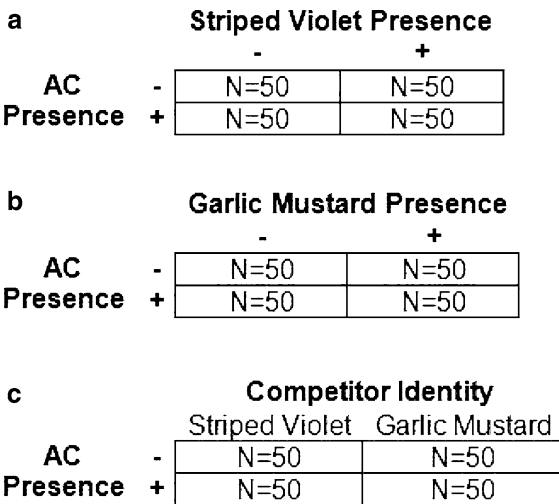 a Striped Violet Presence
- +
AC - N=50 N=50
Presence + N=50 N=50
b Garlic Mustard Presence
- +
AC - N=50 N=50
Presence + N=50 N=50
c Competitor Identity
Striped Violet Garlic Mustard
AC - N=50 N=50
Presence + N=50 N=50